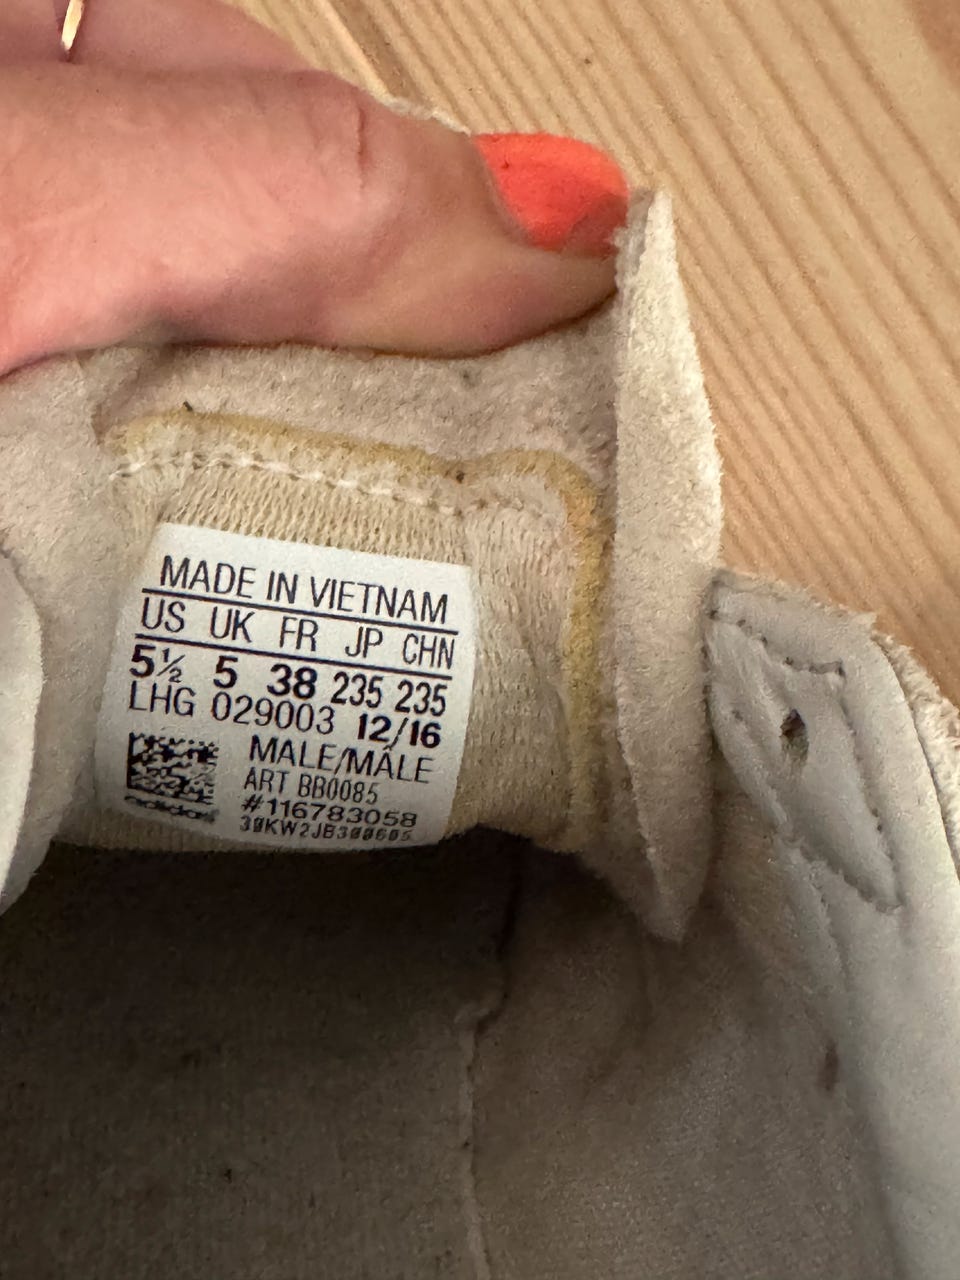 MADE IN VIETNAM
US UK FR JP CHN
5½ 5 38 235 235
LHG 029003 12/16
MALE/MÂLE
ART BB0085
#116783058
adidas